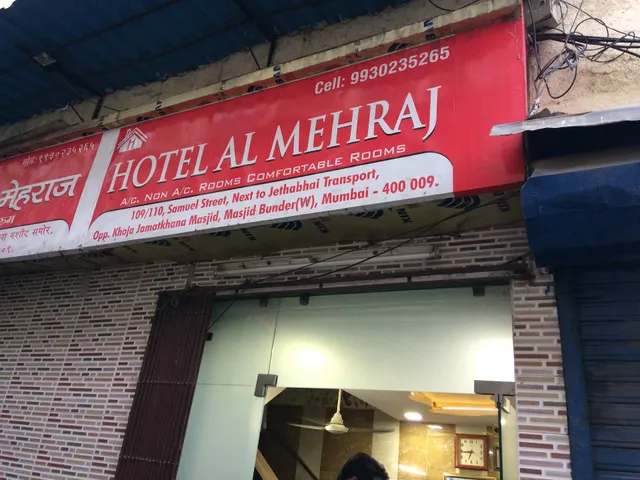 मोब: ९९३०२३५२६५
मेहराज
Cell: 9930235265
HOTEL AL MEHRAJ
A/C. NON A/C. ROOMS COMFORTABLE ROOMS
109/110, Samuel Street, Next to Jethabhai Transport,
Opp. Khoja Jamatkhana Masjid, Masjid Bunder(W), Mumbai - 400 009.